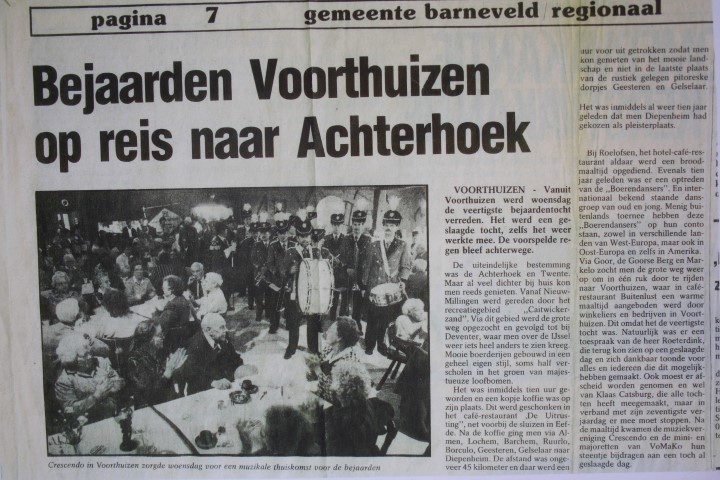 pagina 7 gemeente barneveld/regionaal
Bejaarden Voorthuizen
op reis naar Achterhoek
Crescendo in Voorthuizen zorgde woensdag voor een muzikale thuiskomst voor de bejaarden
VOORTHUIZEN - Vanuit
Voorthuizen werd woensdag
de veertigste bejaardentocht
verreden. Het werd een ge-
slaagde tocht, zelfs het weer
werkte mee. De voorspelde re-
gen bleef achterwege.
De uiteindelijke bestemming
was de Achterhoek en Twente.
Maar al veel dichter bij huis kon
men reeds genieten. Vanaf Nieuw-
Millingen werd gereden door het
recreatiegebied „Caitwicker-
zand”. Via dit gebied werd de grote
weg opgezocht en gevolgd tot bij
Deventer, waar men over de IJssel
weer iets heel anders te zien kreeg.
Mooie boerderijen gebouwd in een
geheel eigen stijl, soms half ver-
scholen in het groen van majes-
tueuze loofbomen.
Het was inmiddels tien uur ge-
worden en een kopje koffie was op
zijn plaats. Dit werd geschonken in
het café-restaurant „De Uitrus-
ting”, net voorbij de sluizen in Eef-
de. Na de koffie ging men via Al-
men, Lochem, Barchem, Ruurlo,
Borculo, Geesteren, Gelselaar naar
Diepenheim. De afstand was onge-
veer 45 kilometer en daar werd een
uur voor uit getrokken zodat men
kon genieten van het mooie land-
schap en niet in de laatste plaats
van de rustiek gelegen pitoreske
dorpjes Geesteren en Gelselaar.
Het was inmiddels al weer tien jaar
geleden dat men Diepenheim had
gekozen als pleisterplaats.
Bij Roelofsen, het hotel-café-res-
taurant aldaar werd een brood-
maaltijd opgediend. Evenals tien
jaar geleden was er een optreden
van de „Boerendansers”. En inter-
nationaal bekend staande dans-
groep van oud en jong. Menig bui-
tenlands toernee hebben deze
„Boerendansers” op hun conto
staan, zowel in verschillende lan-
den van West-Europa, maar ook in
Oost-Europa en zelfs in Amerika.
Via Goor, de Goorse Berg en Mar-
kelo zocht men de grote weg weer
op om in één ruk door te rijden
naar Voorthuizen, waar in café-
restaurant Buitenlust een warme
maaltijd aangeboden werd door
winkeliers en bedrijven in Voort-
huizen. Dit omdat het de veertigste
tocht was. Natuurlijk was er een
toespraak van de heer Roeterdink,
die terug kon zien op een geslaagde
dag en zich dankbaar toonde voor
alles en iedereen die dit mogelijk
hebben gemaakt. Ook moest er af-
scheid worden genomen en wel
van Klaas Catsburg, die alle toch-
ten heeft meegemaakt, maar in
verband met zijn zeventigste ver-
jaardag er mee moet stoppen. Na
de maaltijd kwamen de muziekver-
eniging Crescendo en de mini- en
majoretten van VoMaKo hun
steentje bijdragen aan een toch al
geslaagde dag.